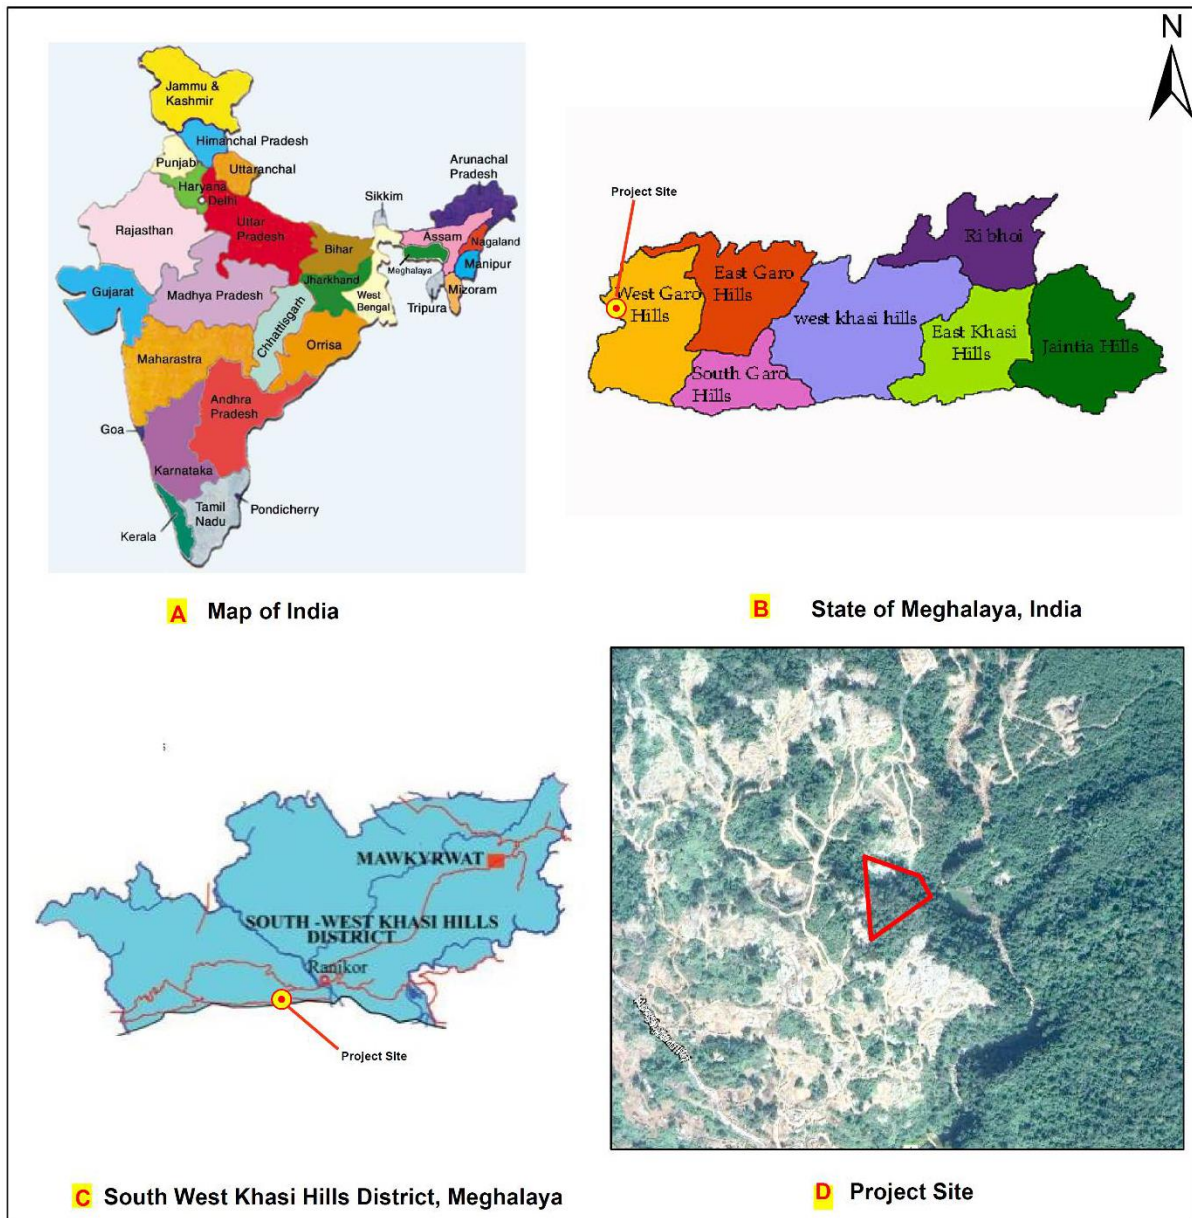 N
Jammu &
Kashmir
Himanchal Pradesh
Punjab
Uttaranchal
Haryana
Delhi
Arunachal
Pradesh
Sikkim
Rajasthan
Uttar
Pradesh
Bihar
Assam
Nagaland
Meghalaya
Manipur
Jharkhand
Gujarat
Madhya Pradesh
West
Bengal
Tripura
Mizoram
Chhattisgarh
Maharastra
Orrisa
Andhra
Pradesh
Goa
Karnataka
Tamil
Nadu
Pondicherry
Kerala
A Map of India
Project Site
Ri bhoi
East Garo
Hills
West Garo
Hills
west khasi hills
East Khasi
Hills
Jaintia Hills
South Garo
Hills
B State of Meghalaya, India
MAWKYRWAT
SOUTH -WEST KHASI HILLS
DISTRICT
Ranikor
Project Site
C South West Khasi Hills District, Meghalaya
D Project Site